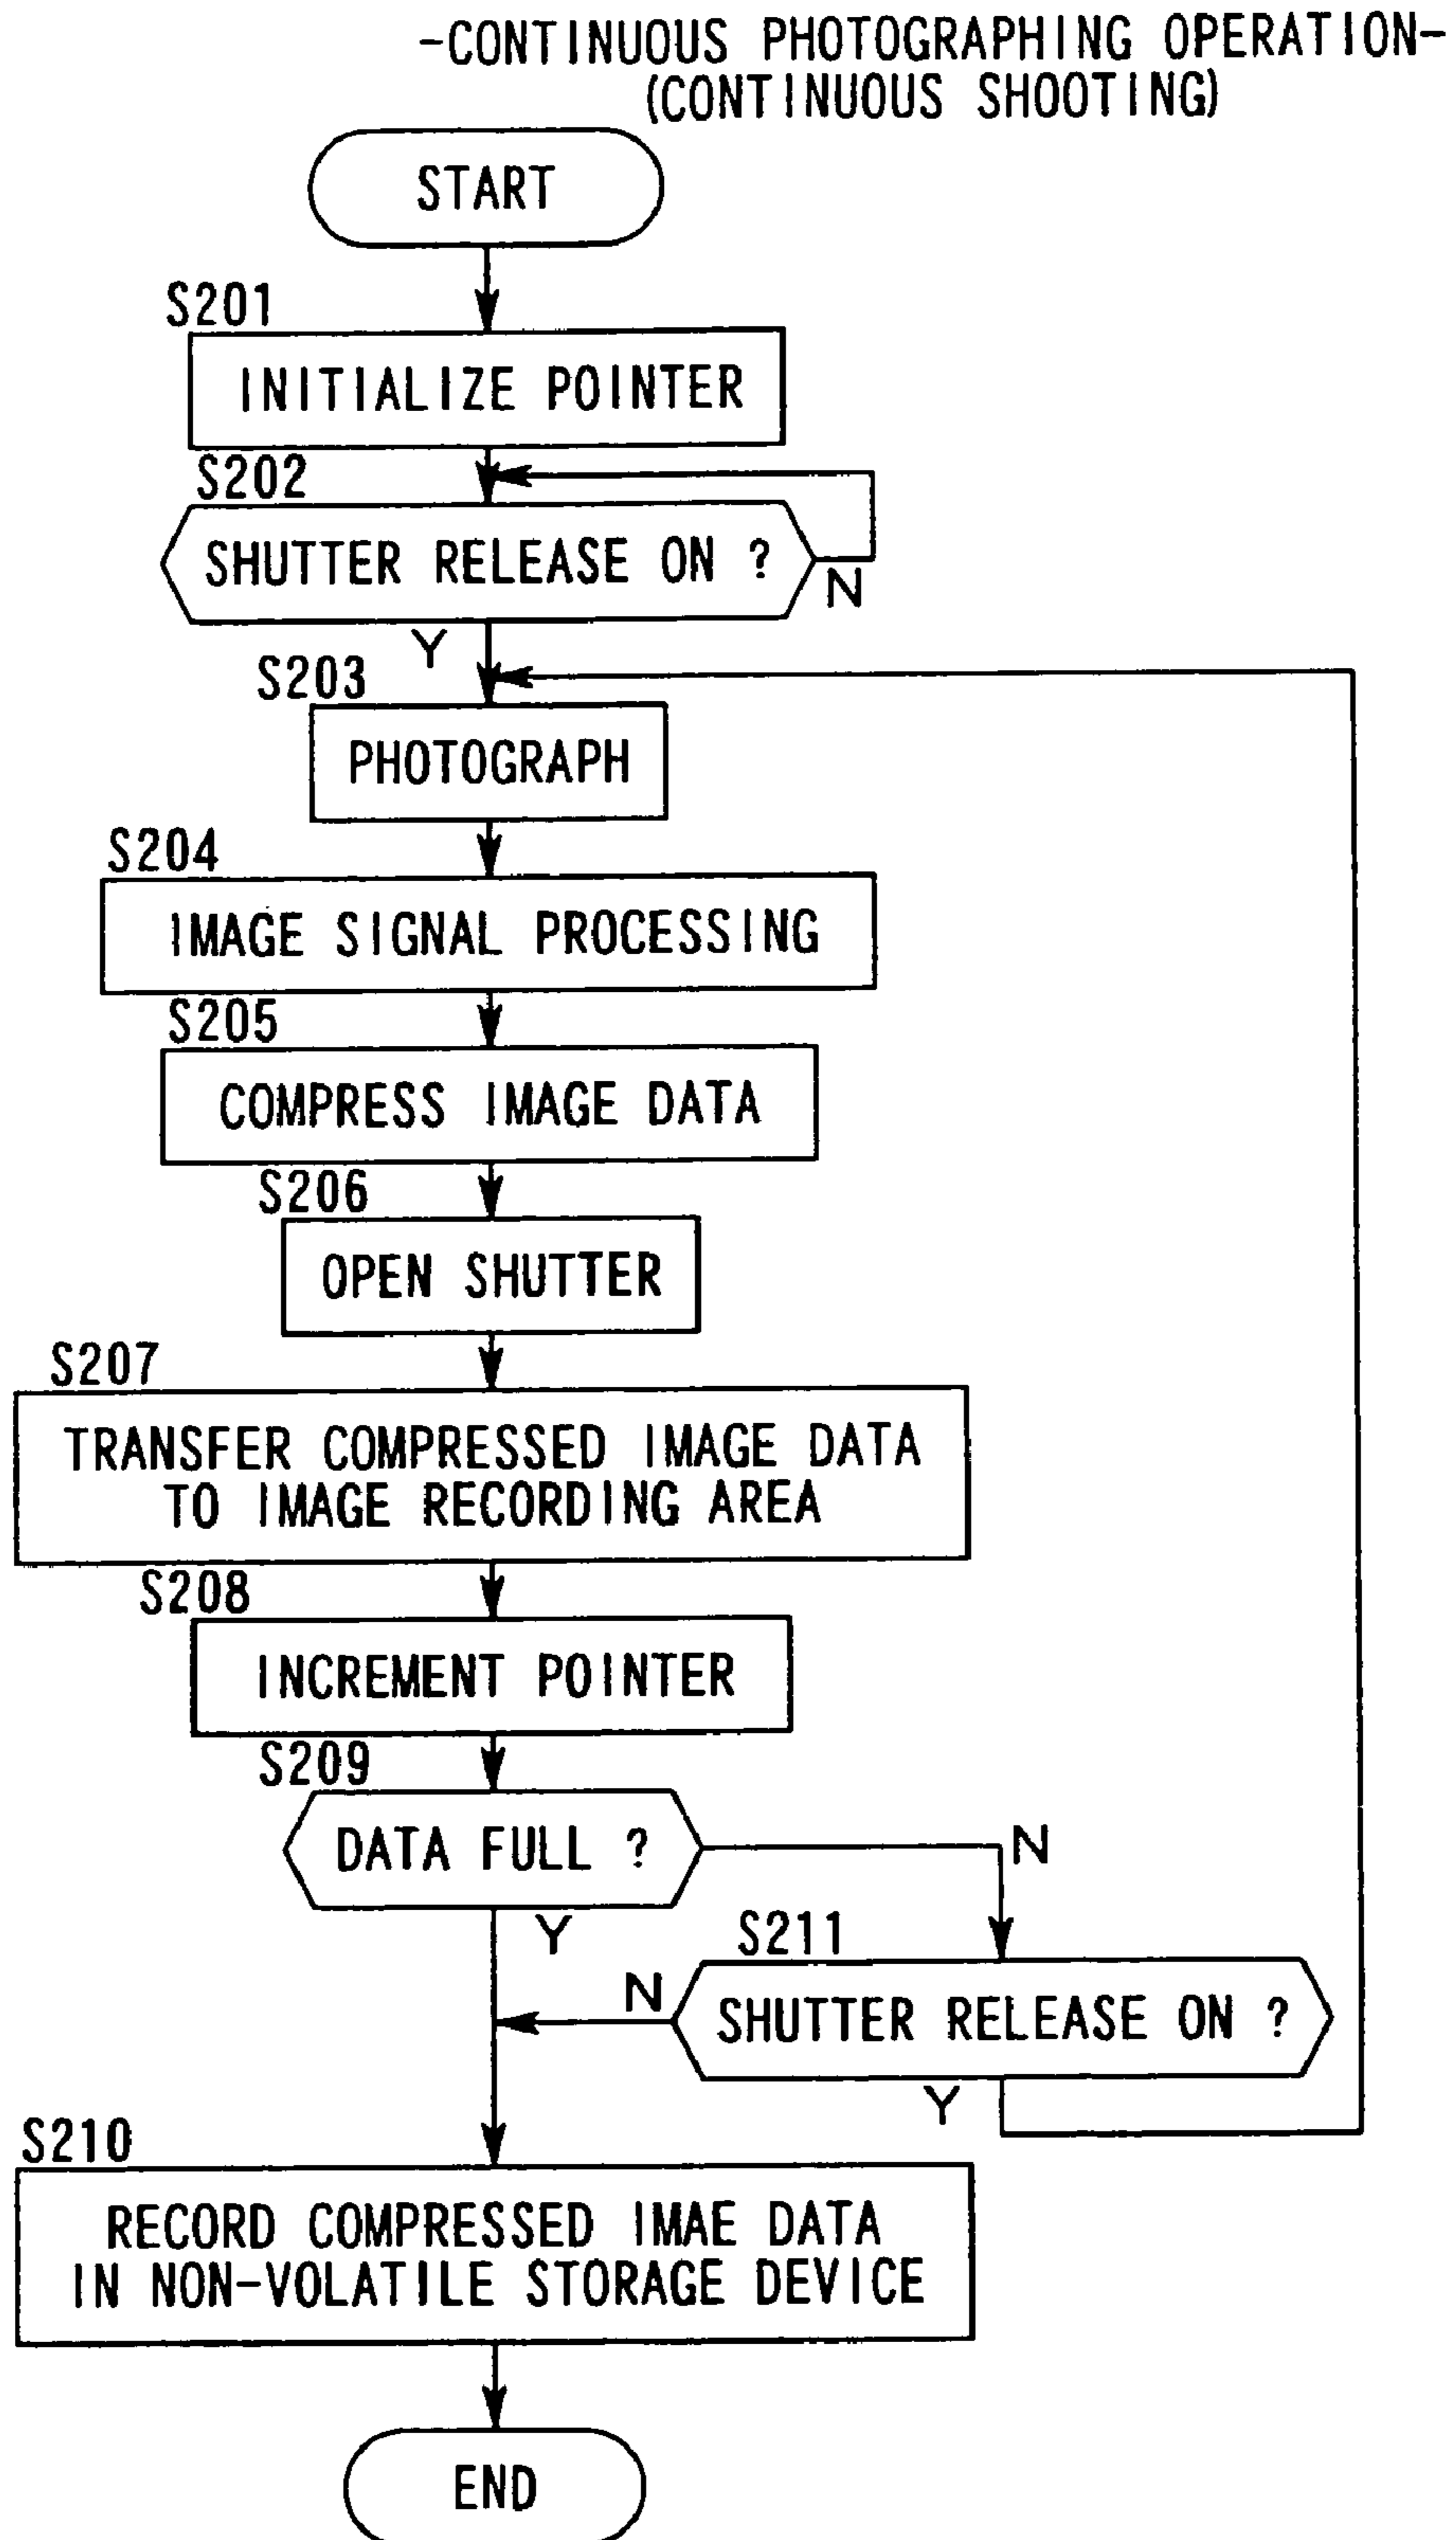 -CONTINUOUS PHOTOGRAPHING OPERATION-
(CONTINUOUS SHOOTING)
START
S201
INITIALIZE POINTER
S202
SHUTTER RELEASE ON ?
N
Y
S203
PHOTOGRAPH
S204
IMAGE SIGNAL PROCESSING
S205
COMPRESS IMAGE DATA
S206
OPEN SHUTTER
S207
TRANSFER COMPRESSED IMAGE DATA
TO IMAGE RECORDING AREA
S208
INCREMENT POINTER
S209
DATA FULL ?
N
Y
S211
N
SHUTTER RELEASE ON ?
Y
S210
RECORD COMPRESSED IMAE DATA
IN NON-VOLATILE STORAGE DEVICE
END